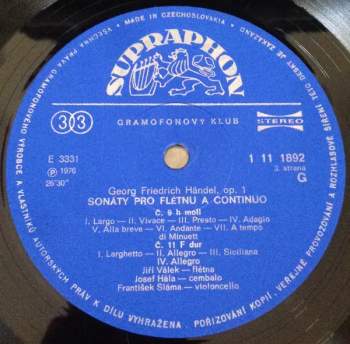 • MADE IN CZECHOSLOVAKIA •
VŠECHNA PRÁVA GRAMOFONOVÉHO VÝROBCE A VLASTNÍKŮ AUTORSKÝCH PRÁV K DÍLU VYHRAŽENA. POŘIZOVÁNÍ KOPIÍ, VEŘEJNÉ PROVOZOVÁNÍ A ROZHLASOVÉ ŠÍŘENÍ TÉTO DESKY JE ZAKÁZÁNO
SUPRAPHON
GRAMOFONOVÝ KLUB
33
STEREO
E 3331
℗ 1976
26'30"
1 11 1892
2. strana
G
Georg Friedrich Händel, op. 1
SONÁTY PRO FLÉTNU A CONTINUO
Č. 9 h moll
I. Largo — II. Vivace — III. Presto — IV. Adagio
V. Alla breve — VI. Andante — VII. A tempo
di Minuett
Č. 11 F dur
I. Larghetto — II. Allegro — III. Siciliana
IV. Allegro
Jiří Válek — flétna
Josef Hála — cembalo
František Sláma — violoncello